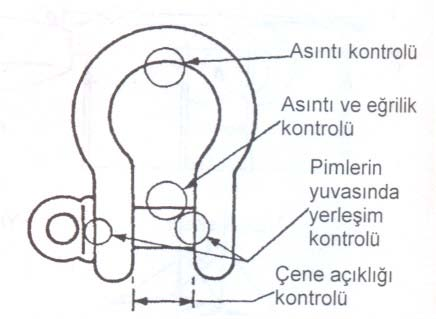 Asıntı kontrolü
Asıntı ve eğrilik
kontrolü
Pimlerin
yuvasında
yerleşim
kontrolü
Çene açıklığı
kontrolü